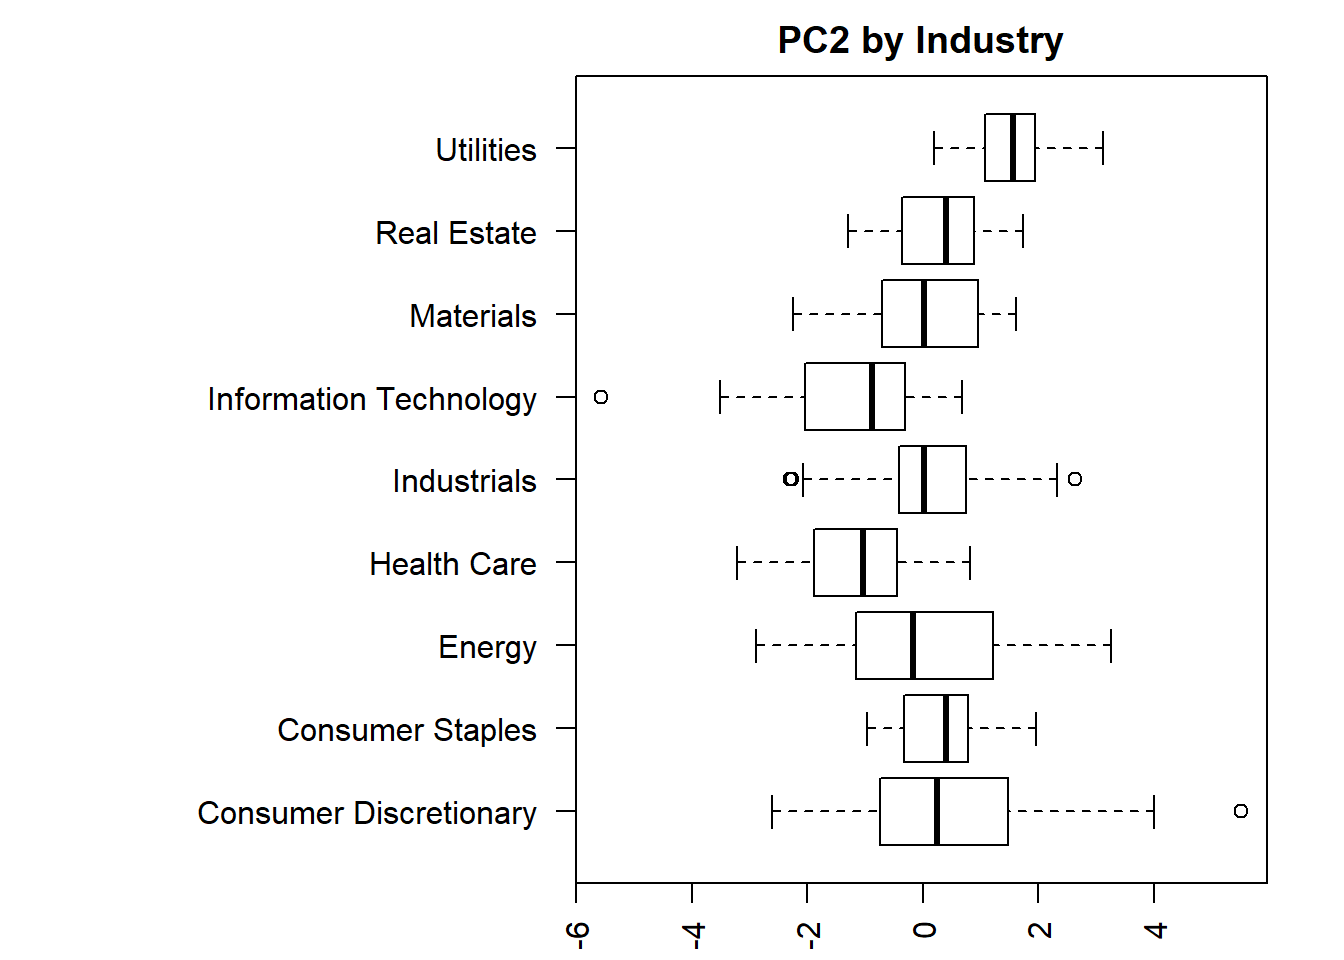 PC2 by Industry
Utilities
Real Estate
Materials
Information Technology
Industrials
Health Care
Energy
Consumer Staples
Consumer Discretionary
-6 -4 -2 0 2 4